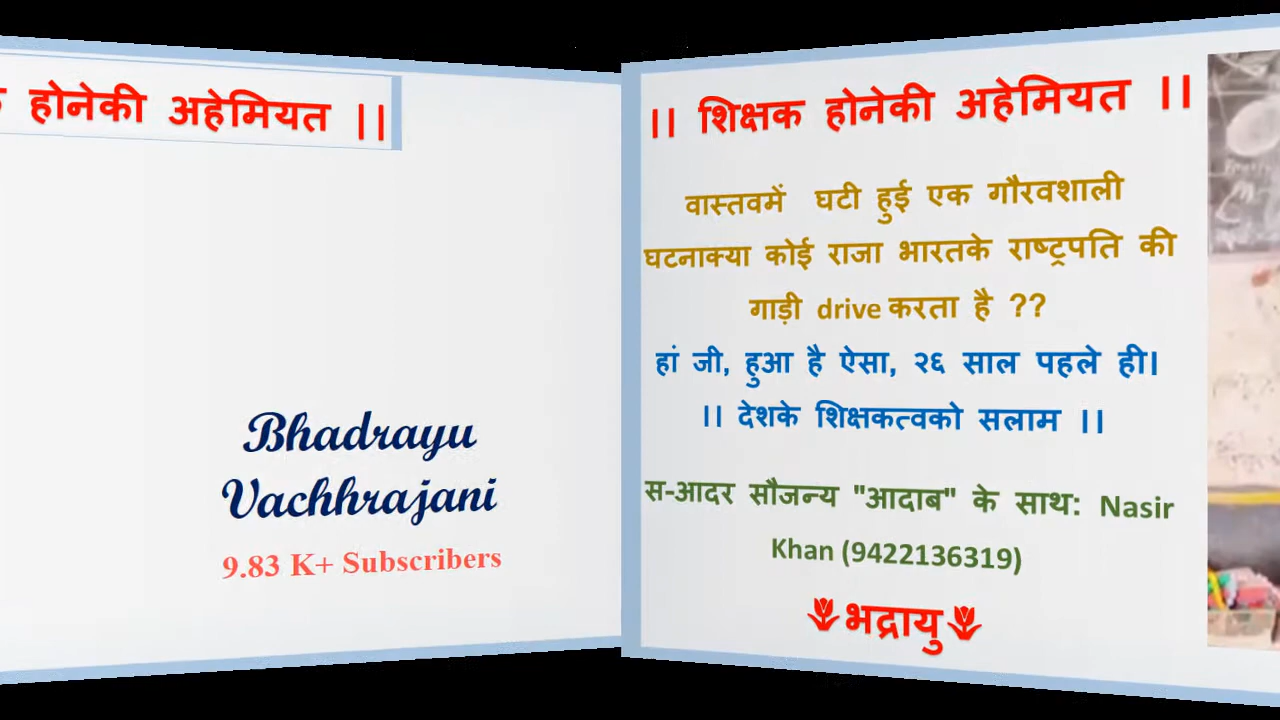 होनेकी अहेमियत ||
Bhadrayu
Vachhrajani
9.83 K+ Subscribers
|| शिक्षक होनेकी अहेमियत ||
वास्तवमें घटी हुई एक गौरवशाली
घटनाक्या कोई राजा भारतके राष्ट्रपति की
गाड़ी drive करता है ??
हां जी, हुआ है ऐसा, २६ साल पहले ही।
|| देशके शिक्षकत्वको सलाम ||
स-आदर सौजन्य "आदाब" के साथ: Nasir
Khan (9422136319)
🌷भद्रायु🌷